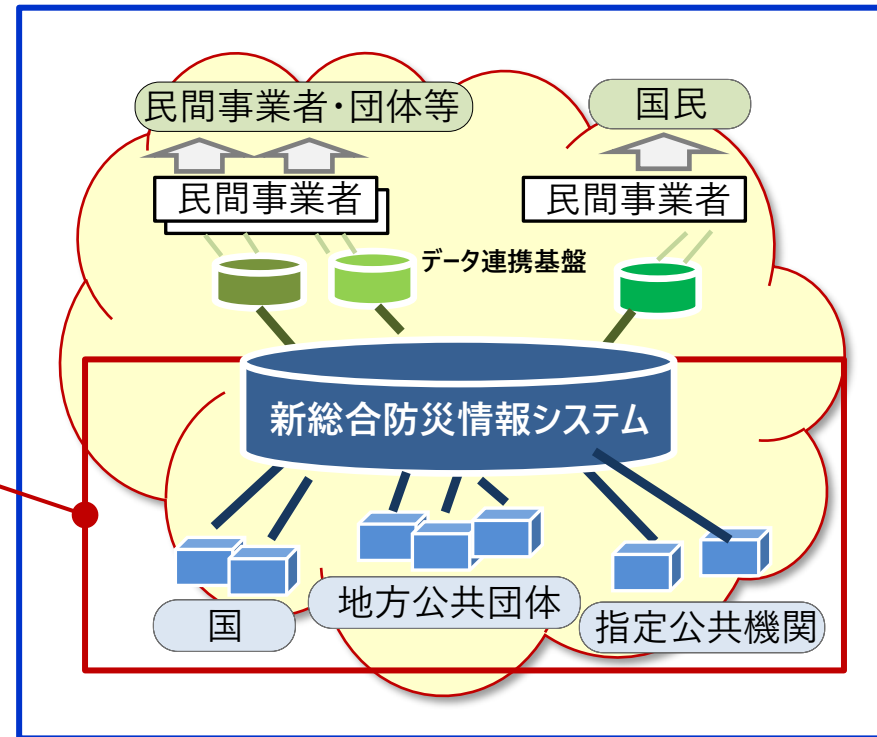 民間事業者・団体等
国民
民間事業者
民間事業者
データ連携基盤
新総合防災情報システム
国
地方公共団体
指定公共機関